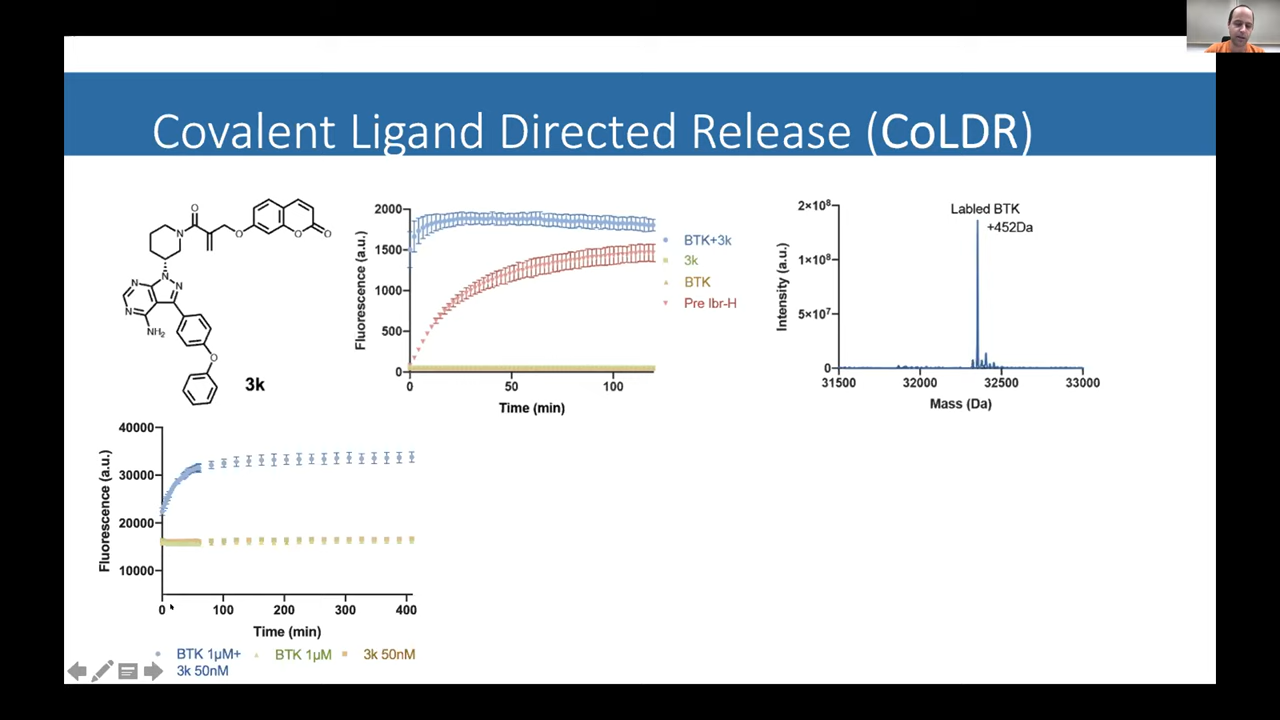 Covalent Ligand Directed Release (CoLDR)
O
N
O
O
O
N
N
N
N
NH₂
O
3k
Fluorescence (a.u.)
2000
1500
1000
500
0
0 50 100
Time (min)
BTK+3k
3k
BTK
Pre Ibr-H
Intensity (a.u.)
2×10⁸
1×10⁸
5×10⁷
0
31500 32000 32500 33000
Mass (Da)
Labled BTK
+452Da
Fluorescence (a.u.)
40000
30000
20000
10000
0 100 200 300 400
Time (min)
BTK 1µM+
3k 50nM
BTK 1µM
3k 50nM